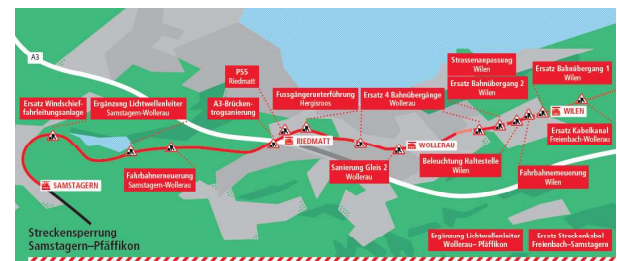 A3
P55
Riedmatt
Strassenanpassung
Wilen
Ersatz Bahnübergang 1
Wilen
Fussgängerunterführung
Hergisroos
Ersatz Bahnübergang 2
Wilen
Ersatz Windschief-
fahrleitungsanlage
Ergänzung Lichtwellenleiter
Samstagern-Wollerau
A3-Brücken-
trogsanierung
Ersatz 4 Bahnübergänge
Wollerau
WILEN
RIEDMATT
WOLLERAU
Ersatz Kabelkanal
Freienbach-Wollerau
Beleuchtung Haltestelle
Wilen
Fahrbahnerneuerung
Samstagern-Wollerau
Sanierung Gleis 2
Wollerau
Fahrbahnerneuerung
Wilen
SAMSTAGERN
Streckensperrung
Samstagern–Pfäffikon
Ergänzung Lichtwellenleiter
Wollerau– Pfäffikon
Ersatz Streckenkabel
Freienbach–Samstagern